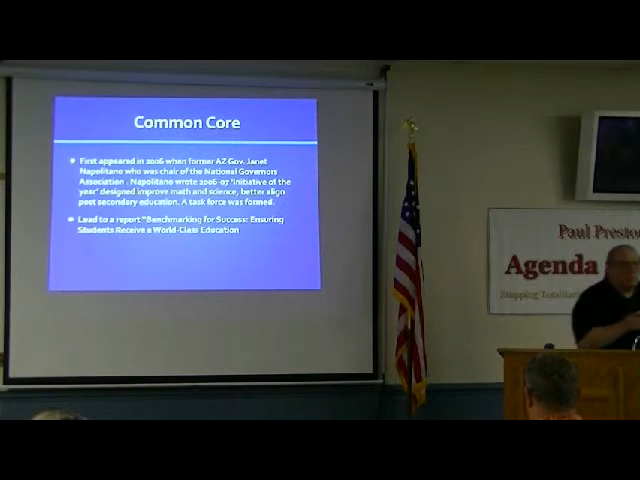 Common Core
First appeared in 2006 when former AZ Gov. Janet
Napolitano who was chair of the National Governors
Association . Napolitano wrote 2006-07 'Initiative of the
year' designed improve math and science, better align
post secondary education. A task force was formed.
Lead to a report "Benchmarking for Success: Ensuring
Students Receive a World-Class Education
Paul Presto
Agenda
Stopping Totalita